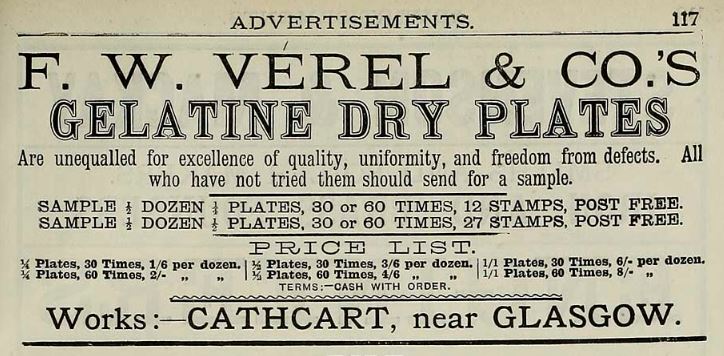 ADVERTISEMENTS. 117
F. W. VEREL & CO.'S
GELATINE DRY PLATES
Are unequalled for excellence of quality, uniformity, and freedom from defects. All
who have not tried them should send for a sample.
SAMPLE ½ DOZEN ¼ PLATES, 30 or 60 TIMES, 12 STAMPS, POST FREE.
SAMPLE ½ DOZEN ½ PLATES, 30 or 60 TIMES, 27 STAMPS, POST FREE.
PRICE LIST.
¼ Plates, 30 Times, 1/6 per dozen. | ½ Plates, 30 Times, 3/6 per dozen. | 1/1 Plates, 30 Times, 6/- per dozen.
¼ Plates, 60 Times, 2/- „ „ | ½ Plates, 60 Times, 4/6 „ „ | 1/1 Plates, 60 Times, 8/- „
TERMS:—CASH WITH ORDER.
Works:—CATHCART, near GLASGOW.